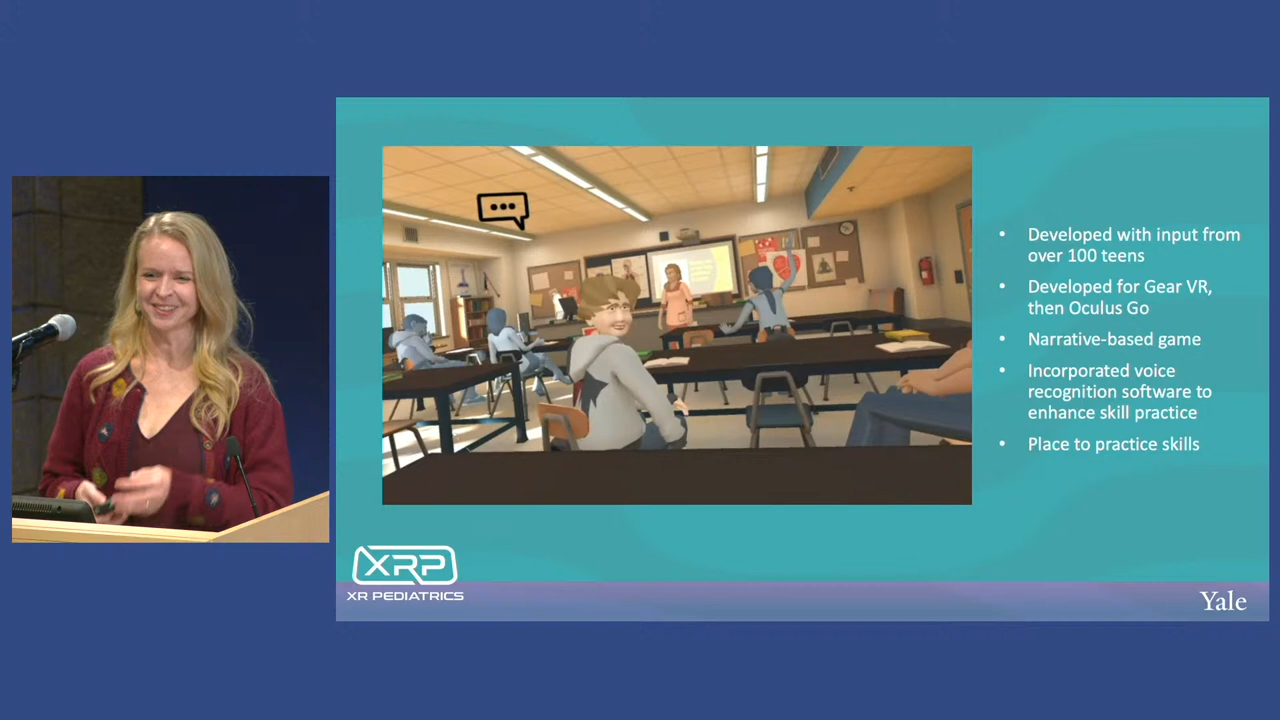 • Developed with input from
over 100 teens
• Developed for Gear VR,
then Oculus Go
• Narrative-based game
• Incorporated voice
recognition software to
enhance skill practice
• Place to practice skills
XRP
XR PEDIATRICS
Yale